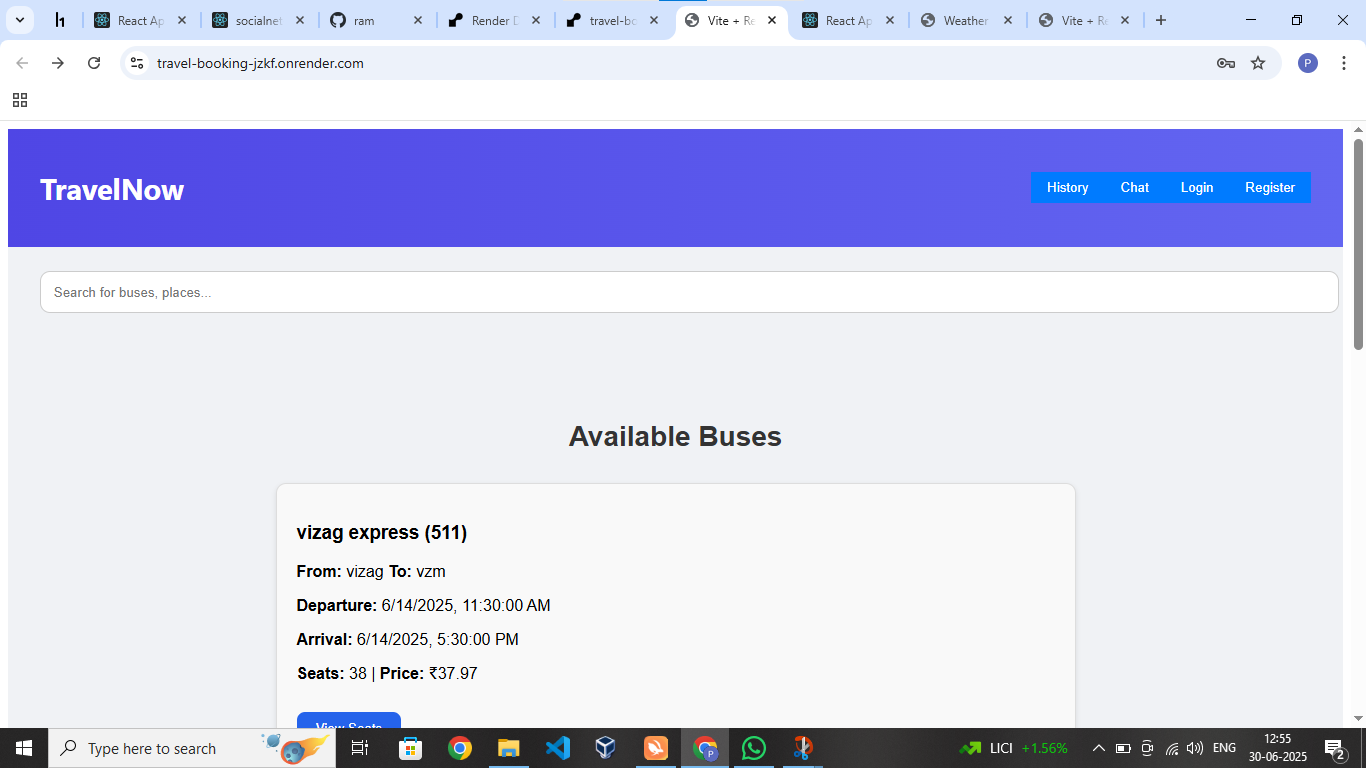 React Ap
socialnet
ram
Render D
travel-bo
Vite + Re
React Ap
Weather
Vite + Re
travel-booking-jzkf.onrender.com
P
TravelNow
History Chat Login Register
Search for buses, places...
Available Buses
vizag express (511)
From: vizag To: vzm
Departure: 6/14/2025, 11:30:00 AM
Arrival: 6/14/2025, 5:30:00 PM
Seats: 38 | Price: ₹37.97
View Seats
Type here to search
LICI +1.56%
ENG
12:55
30-06-2025
2